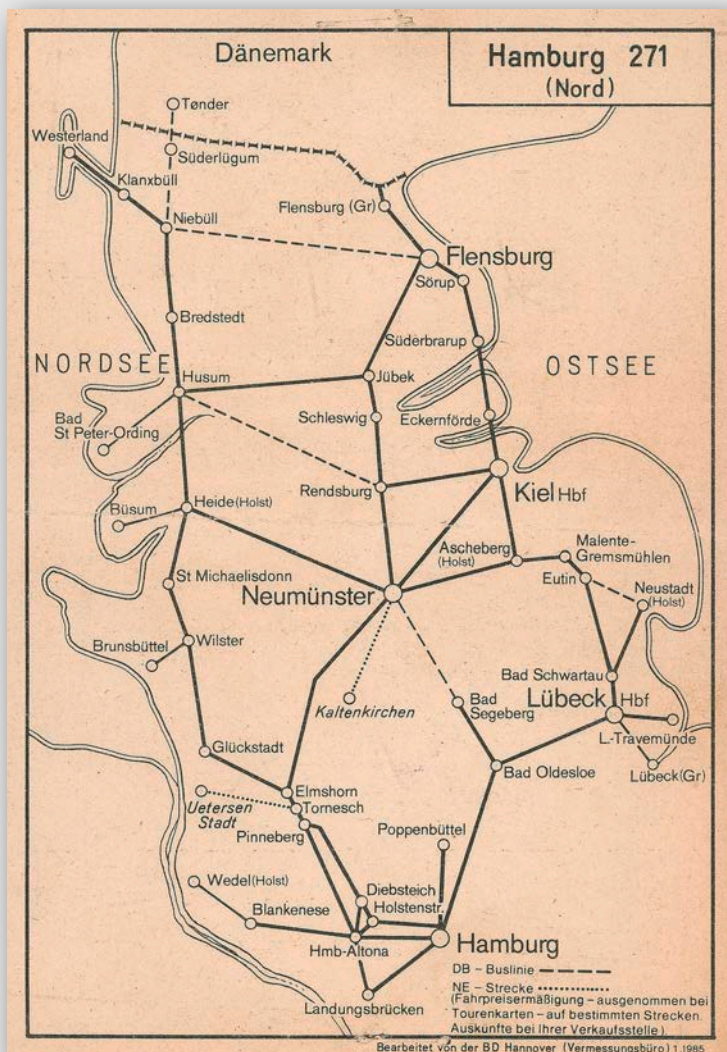 Dänemark
Hamburg 271
(Nord)
Tønder
Westerland
Süderlügum
Klanxbüll
Flensburg (Gr)
Niebüll
Flensburg
Sörup
Bredstedt
Süderbrarup
NORDSEE
OSTSEE
Husum
Jübek
Bad
St Peter-Ording
Schleswig
Eckernförde
Rendsburg
Kiel Hbf
Büsum
Heide (Holst)
Ascheberg
(Holst)
Malente-
Gremsmühlen
St Michaelisdonn
Eutin
Neumünster
Neustadt
(Holst)
Brunsbüttel
Wilster
Bad Schwartau
Kaltenkirchen
Bad
Segeberg
Lübeck Hbf
L.-Travemünde
Glückstadt
Bad Oldesloe
Lübeck (Gr)
Elmshorn
Uetersen
Stadt
Tornesch
Pinneberg
Poppenbüttel
Wedel (Holst)
Diebsteich
Blankenese
Holstenstr.
Hmb-Altona
Hamburg
Landungsbrücken
DB - Buslinie
NE - Strecke
(Fahrpreisermäßigung - ausgenommen bei
Tourenkarten - auf bestimmten Strecken.
Auskünfte bei Ihrer Verkaufsstelle).
Bearbeitet von der BD Hannover (Vermessungsbüro) 1.1985